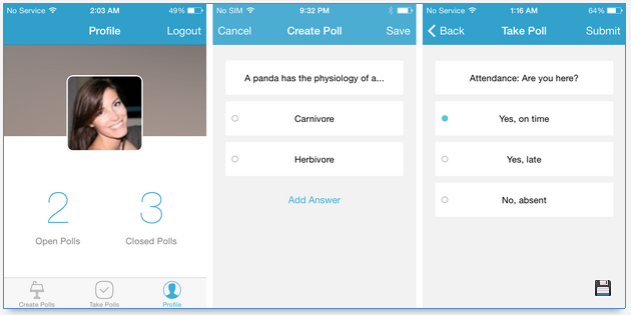 No Service 2:03 AM 49%
Profile Logout
2 3
Open Polls Closed Polls
Create Polls Take Polls Profile
No SIM 9:32 PM
Cancel Create Poll Save
A panda has the physiology of a...
Carnivore
Herbivore
Add Answer
No Service 1:16 AM 64%
Back Take Poll Submit
Attendance: Are you here?
Yes, on time
Yes, late
No, absent